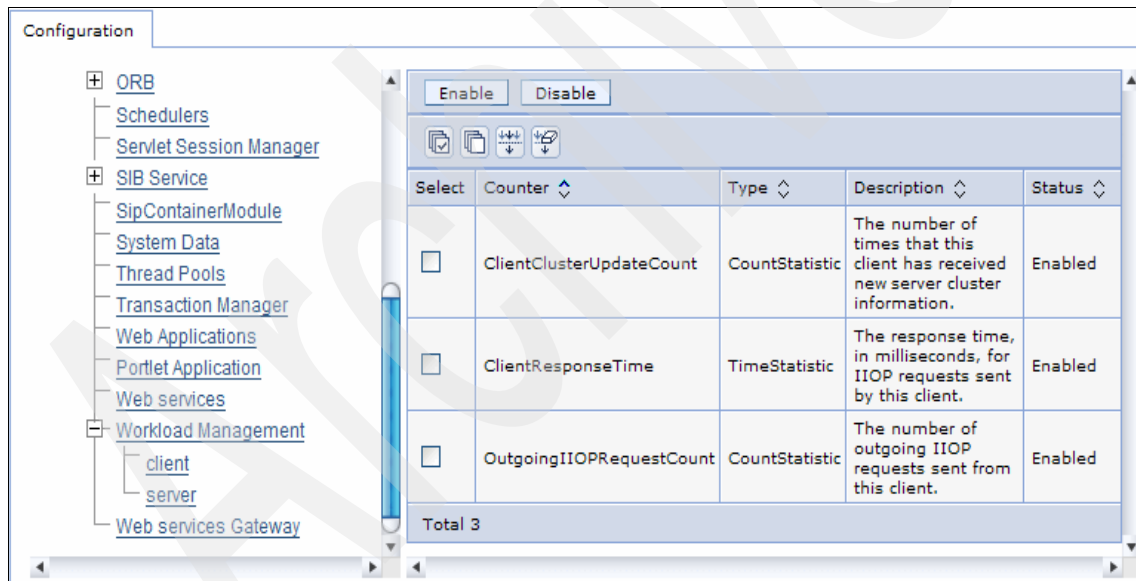 Configuration
ORB
Schedulers
Servlet Session Manager
SIB Service
SipContainerModule
System Data
Thread Pools
Transaction Manager
Web Applications
Portlet Application
Web services
Workload Management
client
server
Web services Gateway
Enable Disable
Select Counter Type Description Status
ClientClusterUpdateCount CountStatistic The number of
times that this
client has received
new server cluster
information. Enabled
ClientResponseTime TimeStatistic The response time,
in milliseconds, for
IIOP requests sent
by this client. Enabled
OutgoingIIOPRequestCount CountStatistic The number of
outgoing IIOP
requests sent from
this client. Enabled
Total 3